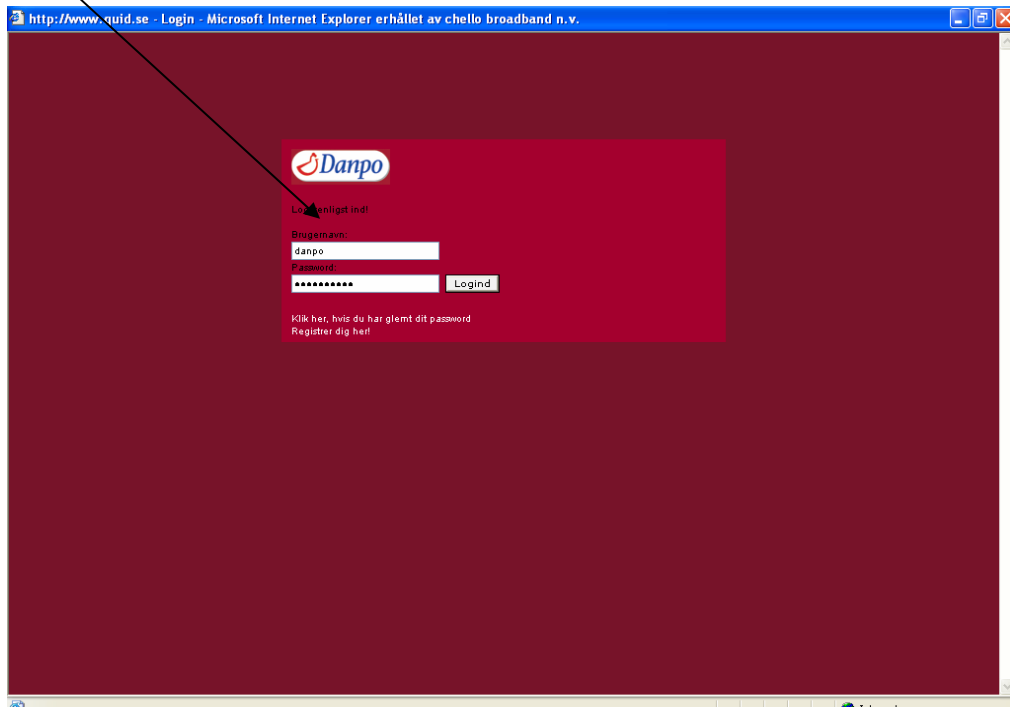 http://www.quid.se - Login - Microsoft Internet Explorer erhållet av chello broadband n.v.
Danpo
ind!
Brugernavn:
danpo
Password:
••••••••••
Logind
Klik her, hvis du har glemt dit password
Registrer dig her!